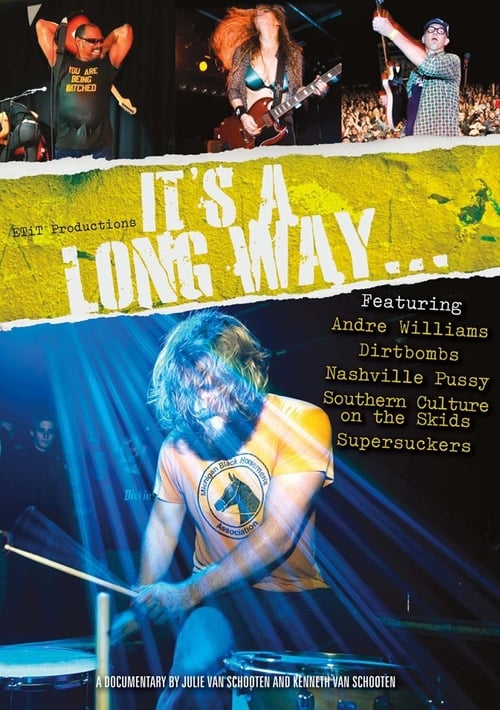 YOU ARE
BEING
WATCHED
ETiT Productions
IT'S A
LONG WAY...
Featuring
Andre Williams
Dirtbombs
Nashville Pussy
Southern Culture
on the Skids
Supersuckers
Michigan Black Horsemen's
Association
A DOCUMENTARY BY JULIE VAN SCHOOTEN AND KENNETH VAN SCHOOTEN